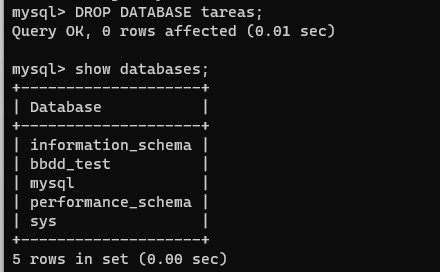 mysql> DROP DATABASE tareas;
Query OK, 0 rows affected (0.01 sec)
mysql> show databases;
+--------------------+
| Database           |
+--------------------+
| information_schema |
| bbdd_test          |
| mysql              |
| performance_schema |
| sys                |
+--------------------+
5 rows in set (0.00 sec)